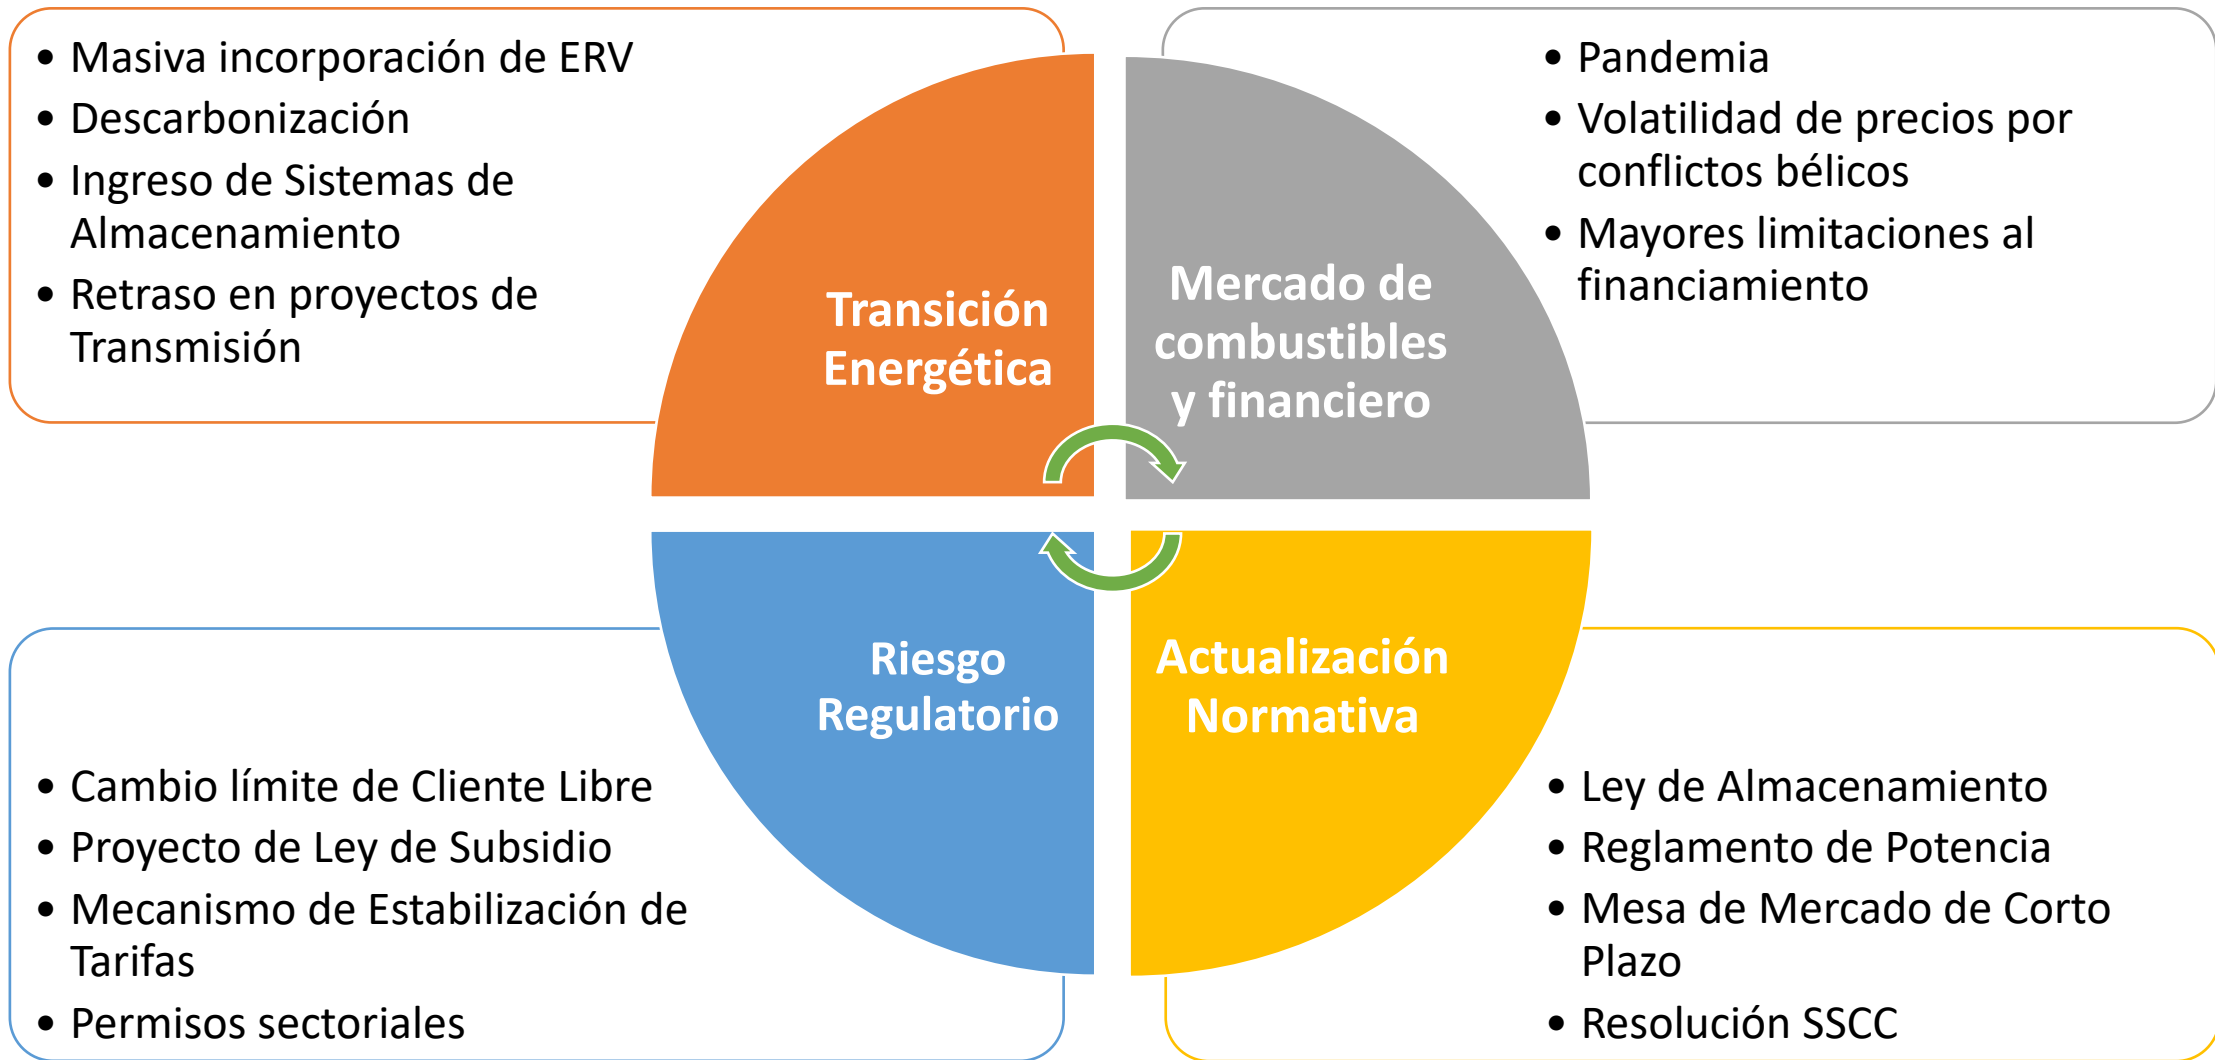 • Masiva incorporación de ERV
• Descarbonización
• Ingreso de Sistemas de
Almacenamiento
• Retraso en proyectos de
Transmisión
Transición
Energética
Mercado de
combustibles
y financiero
• Pandemia
• Volatilidad de precios por
conflictos bélicos
• Mayores limitaciones al
financiamiento
Riesgo
Regulatorio
• Cambio límite de Cliente Libre
• Proyecto de Ley de Subsidio
• Mecanismo de Estabilización de
Tarifas
• Permisos sectoriales
Actualización
Normativa
• Ley de Almacenamiento
• Reglamento de Potencia
• Mesa de Mercado de Corto
Plazo
• Resolución SSCC